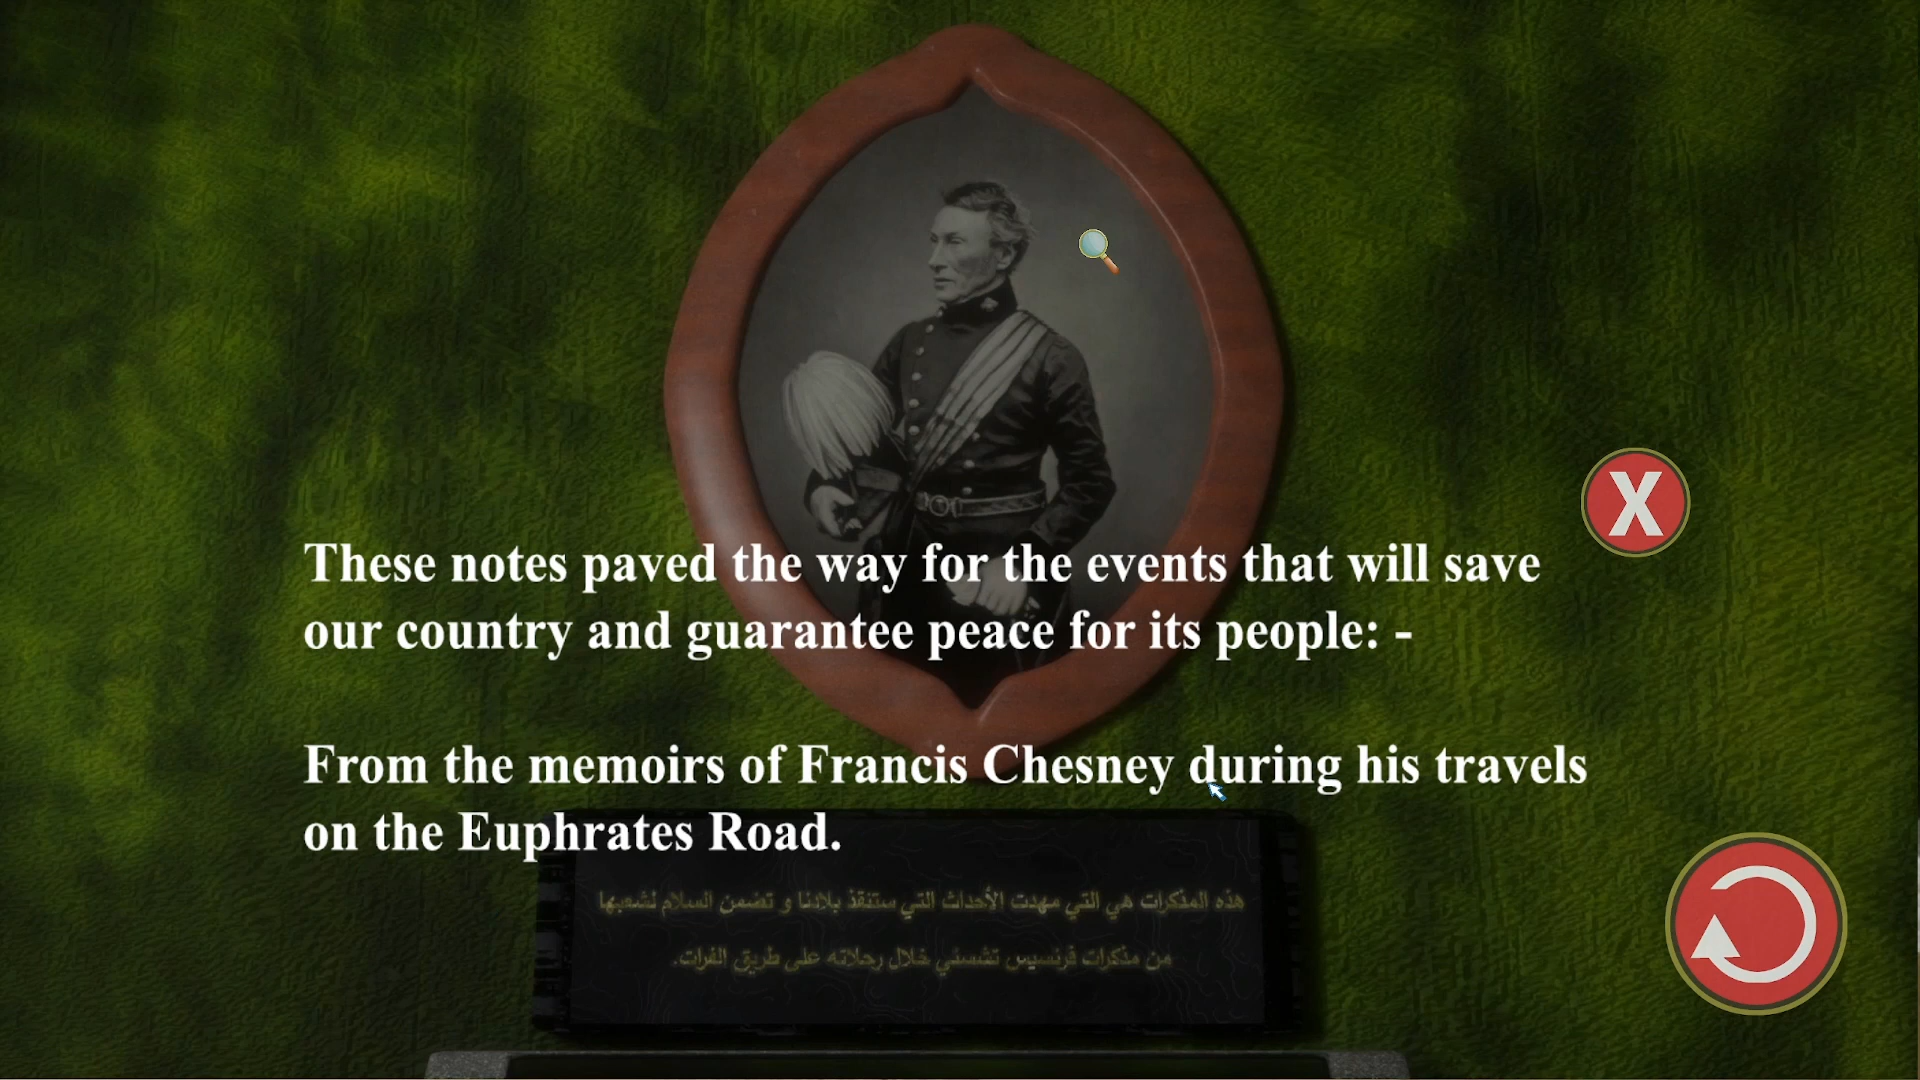 These notes paved the way for the events that will save
our country and guarantee peace for its people: -
From the memoirs of Francis Chesney during his travels
on the Euphrates Road.
هذه المذكرات هي التي مهدت الأحداث التي ستنقذ بلادنا و تضمن السلام لشعبها
من مذكرات فرنسيس تشسني خلال رحلاته على طريق الفرات.
X